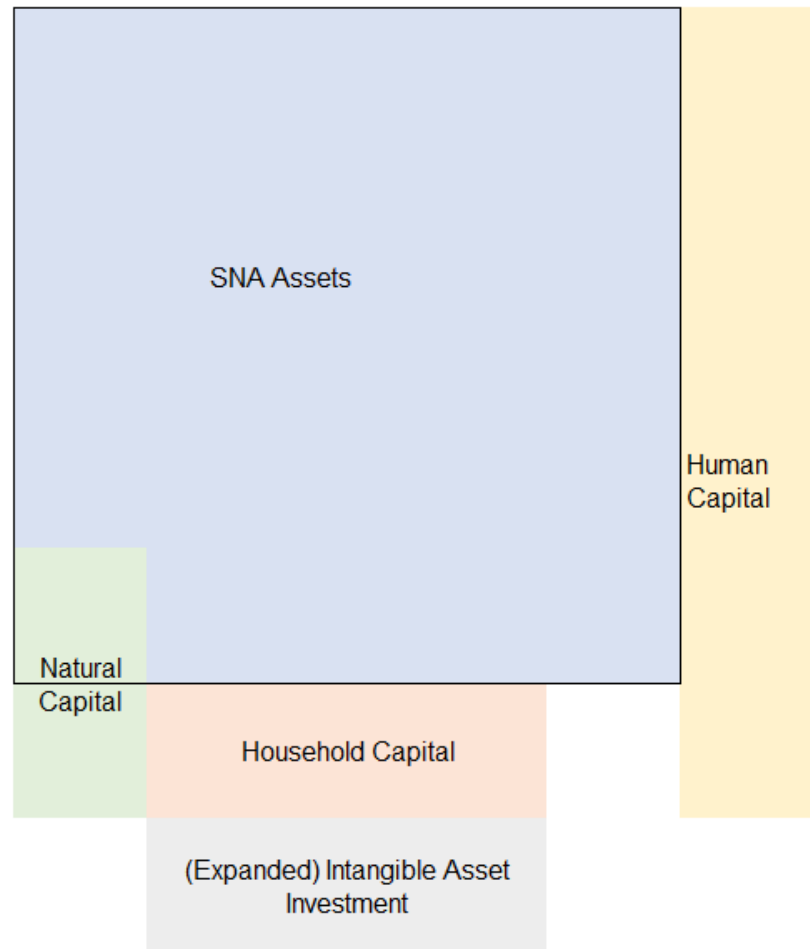 SNA Assets
Human
Capital
Natural
Capital
Household Capital
(Expanded) Intangible Asset
Investment